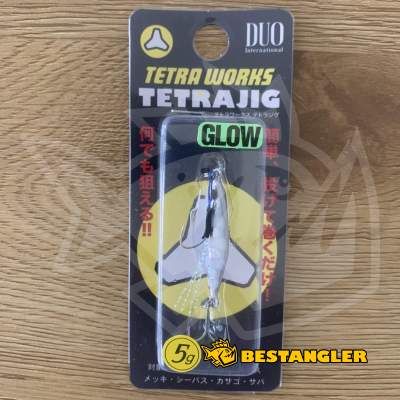 DUO
International
TETRA WORKS
TETRAJIG
テトラワークス テトラジグ
GLOW
何でも狙える!!
簡単 投げて巻くだけ!
5g
BESTANGLER
メッキ・シーバス・カサゴ・サバ